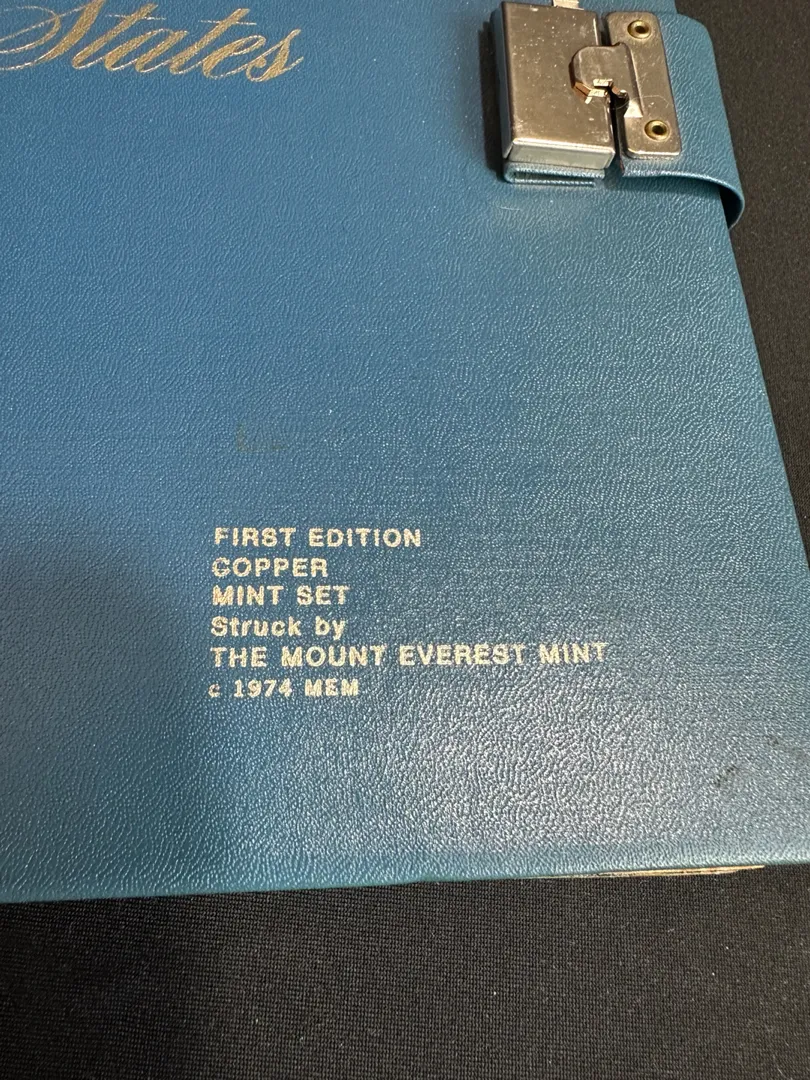 States
FIRST EDITION
COPPER
MINT SET
Struck by
THE MOUNT EVEREST MINT
c 1974 MEM